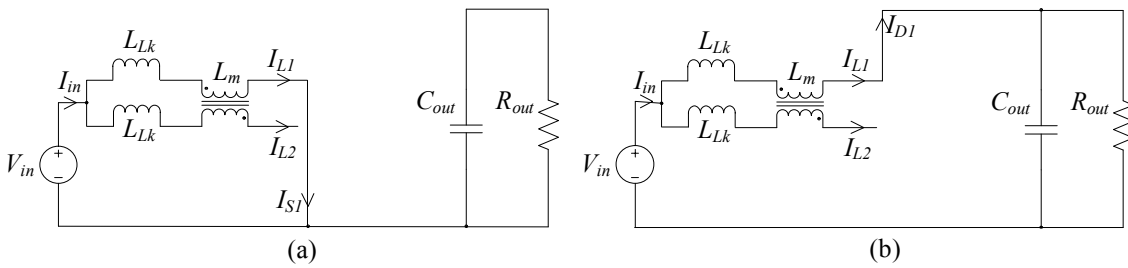 L_Lk
L_m
I_L1
I_in
C_out
R_out
L_Lk
I_L2
V_in
I_S1
(a)
I_D1
L_Lk
L_m
I_L1
I_in
C_out
R_out
L_Lk
I_L2
V_in
(b)